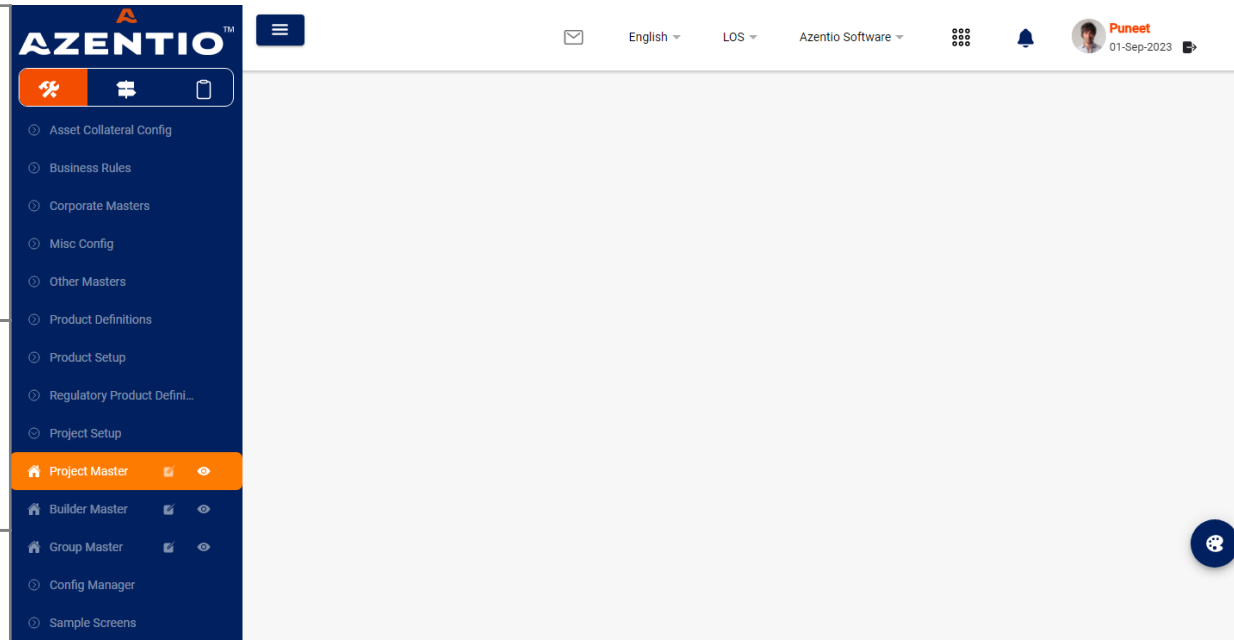 AZENTIO™
English
LOS
Azentio Software
Puneet
01-Sep-2023
Asset Collateral Config
Business Rules
Corporate Masters
Misc Config
Other Masters
Product Definitions
Product Setup
Regulatory Product Defini...
Project Setup
Project Master
Builder Master
Group Master
Config Manager
Sample Screens